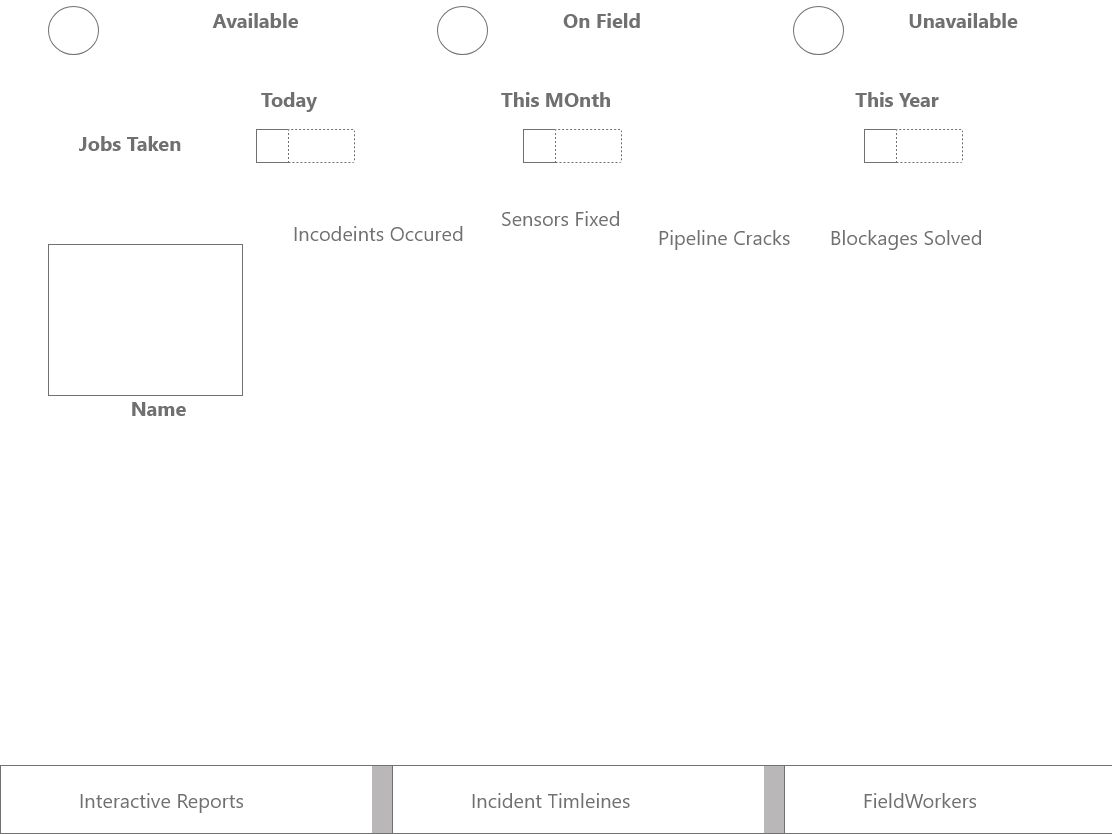 Available
On Field
Unavailable
Today
This MOnth
This Year
Jobs Taken
Incodeints Occured
Sensors Fixed
Pipeline Cracks
Blockages Solved
Name
Interactive Reports
Incident Timleines
FieldWorkers